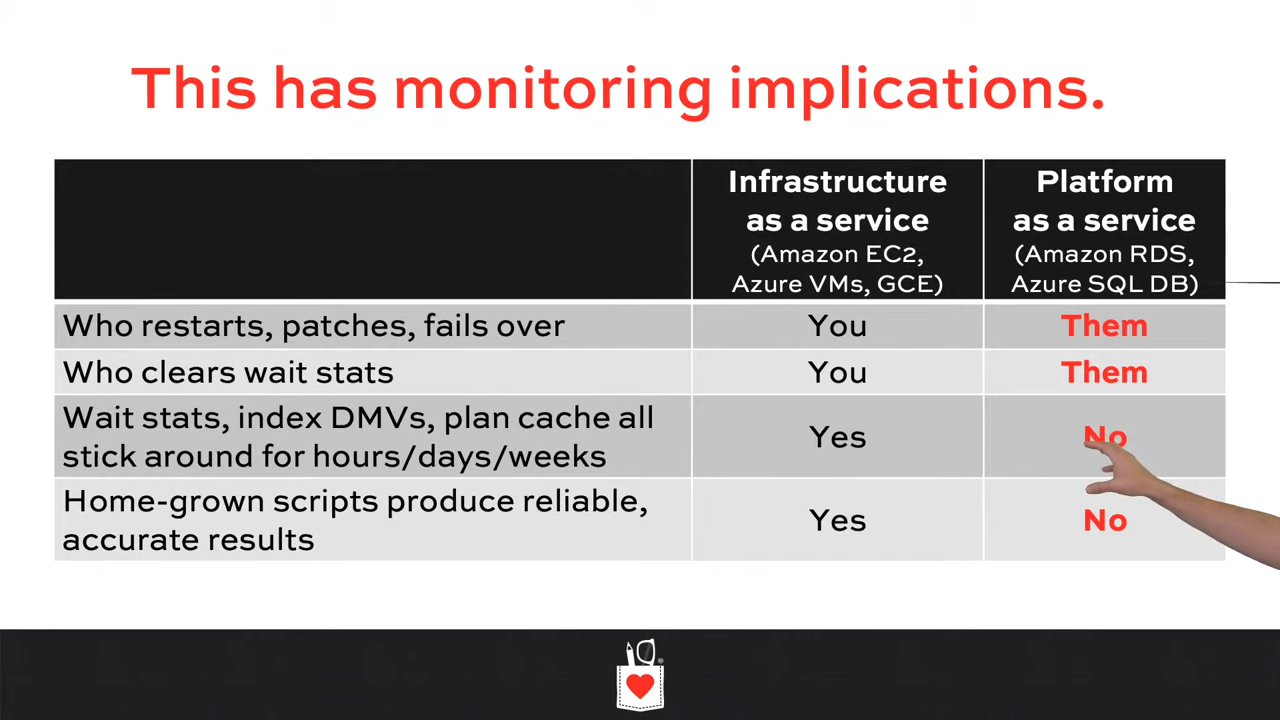 This has monitoring implications.
Infrastructure
as a service
(Amazon EC2,
Azure VMs, GCE)
Platform
as a service
(Amazon RDS,
Azure SQL DB)
Who restarts, patches, fails over
You
Them
Who clears wait stats
You
Them
Wait stats, index DMVs, plan cache all
stick around for hours/days/weeks
Yes
No
Home-grown scripts produce reliable,
accurate results
Yes
No
®